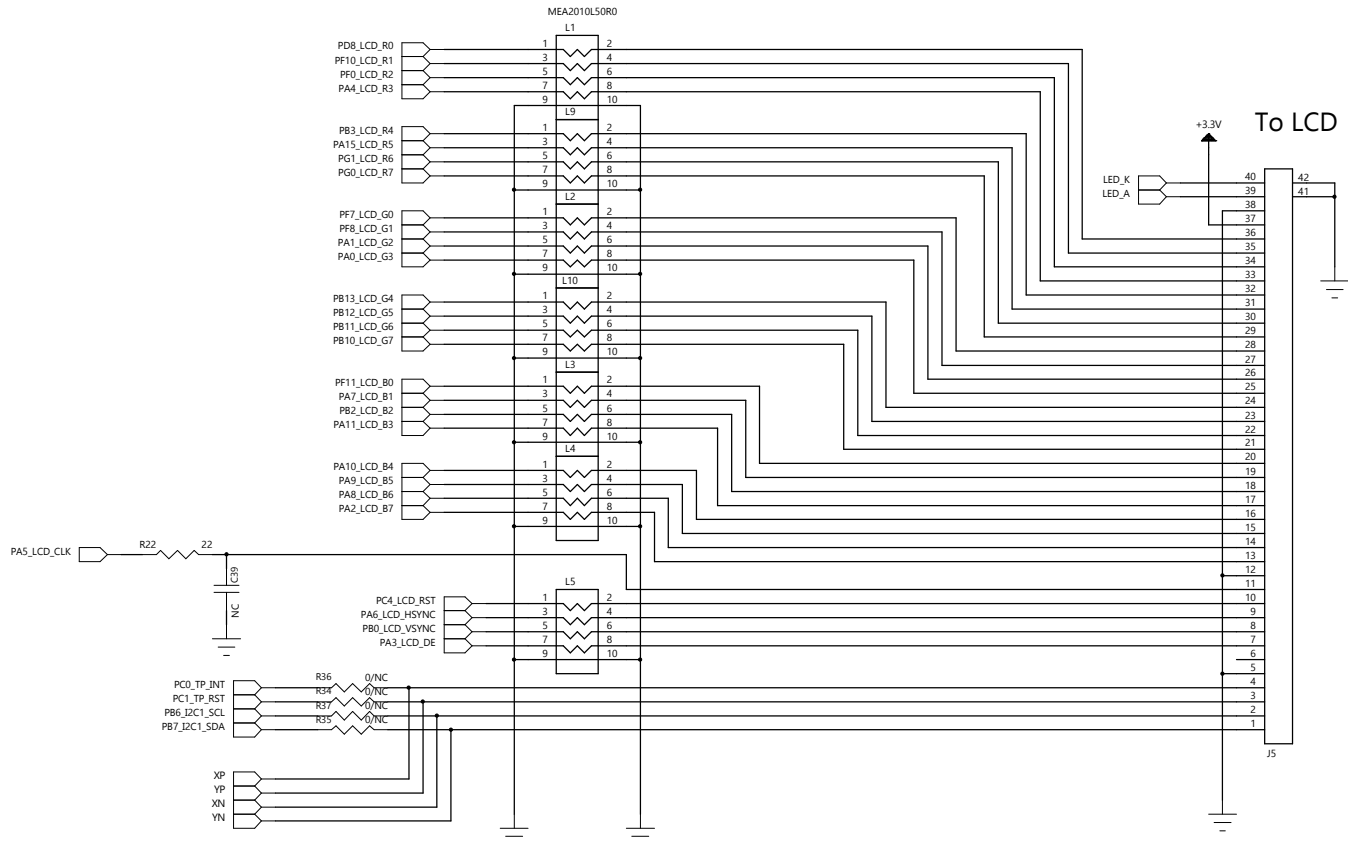 MEA2010L50R0
L1
PD8_LCD_R0 1 2
PF10_LCD_R1 3 4
PF0_LCD_R2 5 6
PA4_LCD_R3 7 8
9 10
L9
PB3_LCD_R4 1 2
PA15_LCD_R5 3 4
PG1_LCD_R6 5 6
PG0_LCD_R7 7 8
9 10
L2
PF7_LCD_G0 1 2
PF8_LCD_G1 3 4
PA1_LCD_G2 5 6
PA0_LCD_G3 7 8
9 10
L10
PB13_LCD_G4 1 2
PB12_LCD_G5 3 4
PB11_LCD_G6 5 6
PB10_LCD_G7 7 8
9 10
L3
PF11_LCD_B0 1 2
PA7_LCD_B1 3 4
PB2_LCD_B2 5 6
PA11_LCD_B3 7 8
9 10
L4
PA10_LCD_B4 1 2
PA9_LCD_B5 3 4
PA8_LCD_B6 5 6
PA2_LCD_B7 7 8
9 10
PA5_LCD_CLK R22 22
C39
NC
L5
PC4_LCD_RST 1 2
PA6_LCD_HSYNC 3 4
PB0_LCD_VSYNC 5 6
PA3_LCD_DE 7 8
9 10
PC0_TP_INT R36 0/NC
PC1_TP_RST R34 0/NC
PB6_I2C1_SCL R37 0/NC
PB7_I2C1_SDA R35 0/NC
XP
YP
XN
YN
+3.3V
To LCD
LED_K 40 42
LED_A 39 41
38
37
36
35
34
33
32
31
30
29
28
27
26
25
24
23
22
21
20
19
18
17
16
15
14
13
12
11
10
9
8
7
6
5
4
3
2
1
J5